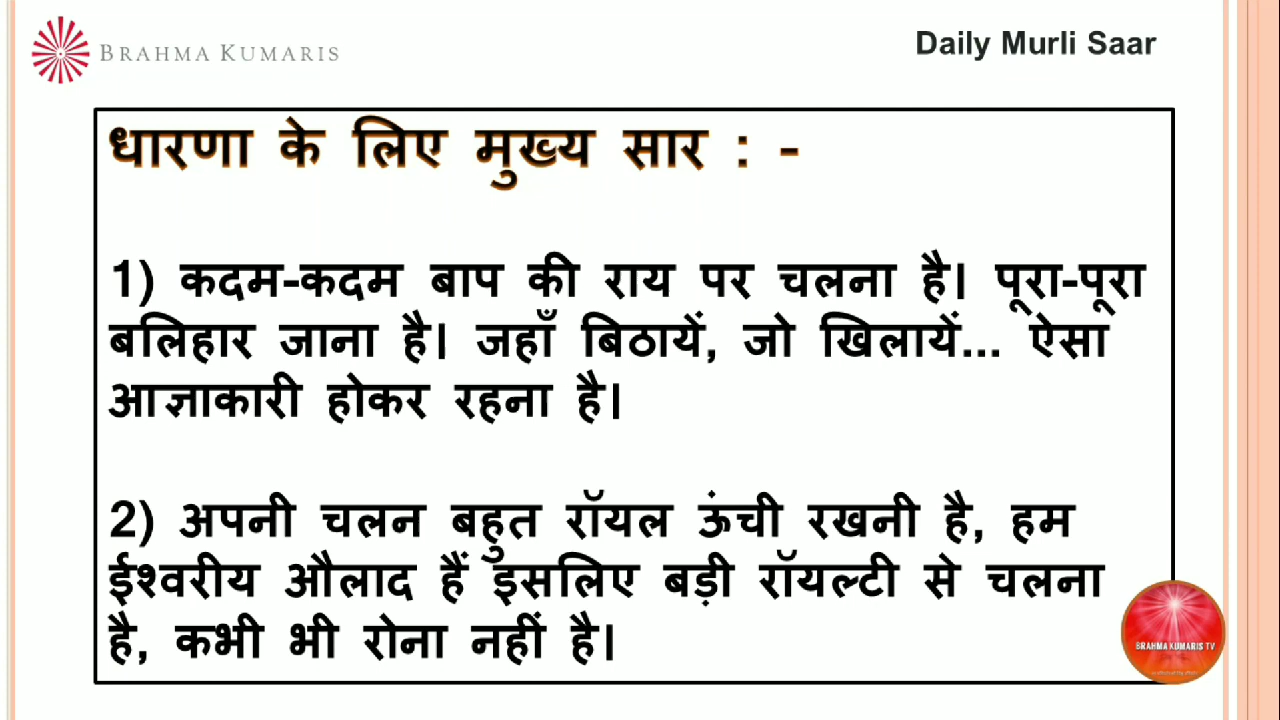 BRAHMA KUMARIS
Daily Murli Saar
धारणा के लिए मुख्य सार : -
1) कदम-कदम बाप की राय पर चलना है। पूरा-पूरा
बलिहार जाना है। जहाँ बिठायें, जो खिलायें... ऐसा
आज्ञाकारी होकर रहना है।
2) अपनी चलन बहुत रॉयल ऊंची रखनी है, हम
ईश्वरीय औलाद हैं इसलिए बड़ी रॉयल्टी से चलना
है, कभी भी रोना नहीं है।
BRAHMA KUMARIS TV